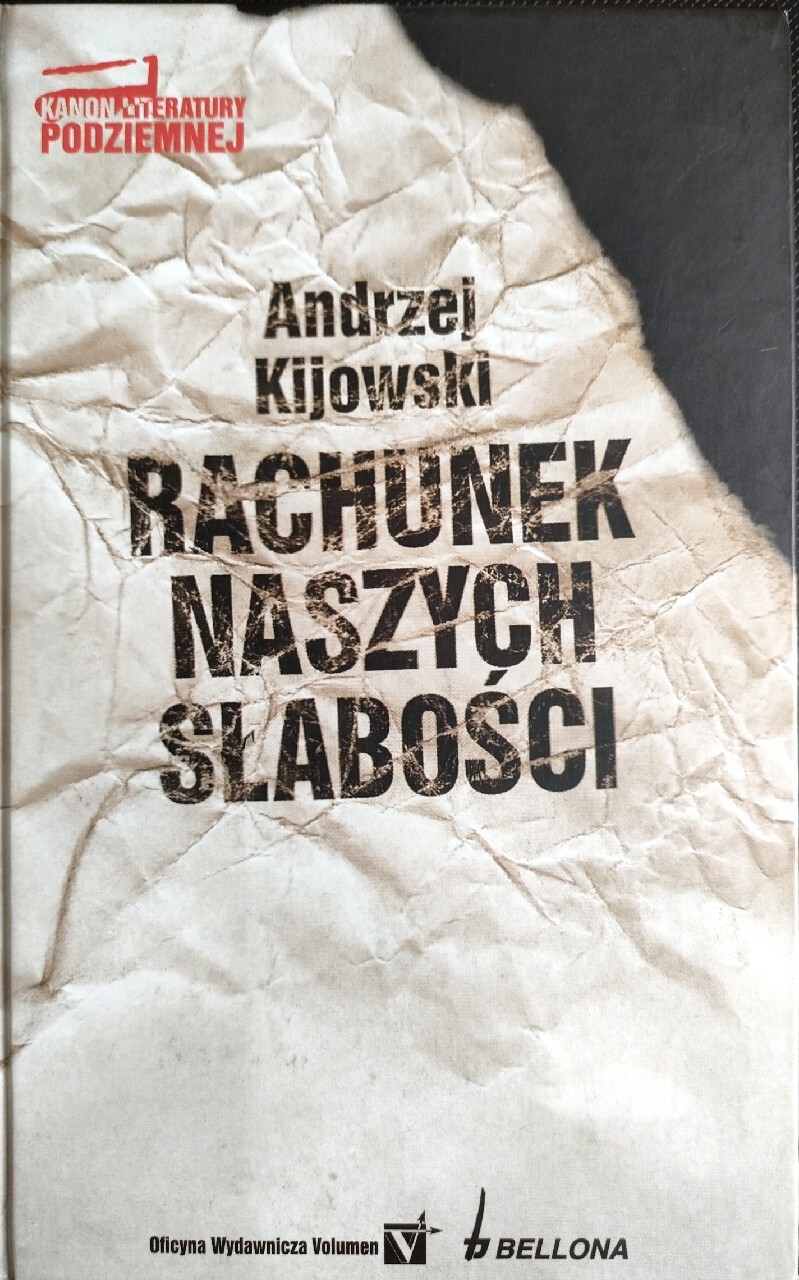 KANON LITERATURY
PODZIEMNEJ
Andrzej
Kijowski
RACHUNEK
NASZYCH
SŁABOŚCI
Oficyna Wydawnicza Volumen V b BELLONA